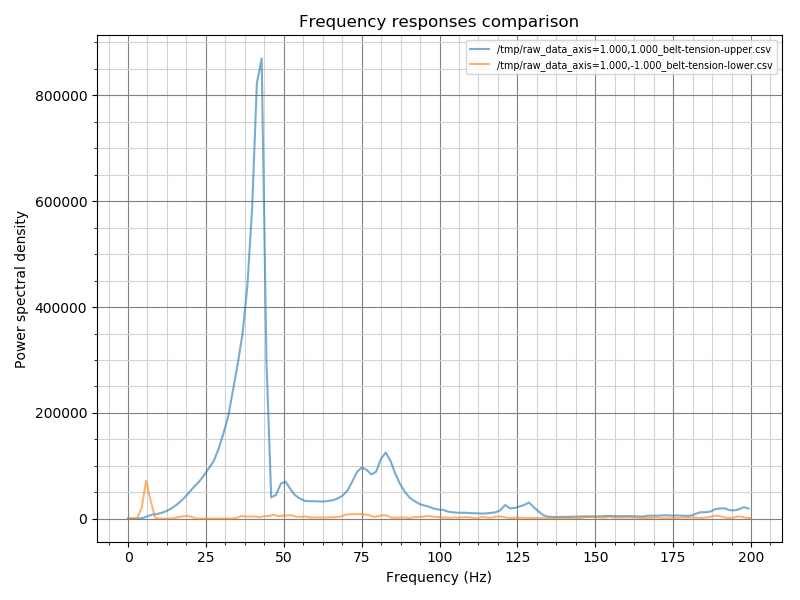 Frequency responses comparison
/tmp/raw_data_axis=1.000,1.000_belt-tension-upper.csv
/tmp/raw_data_axis=1.000,-1.000_belt-tension-lower.csv
Power spectral density
800000
600000
400000
200000
0
0 25 50 75 100 125 150 175 200
Frequency (Hz)